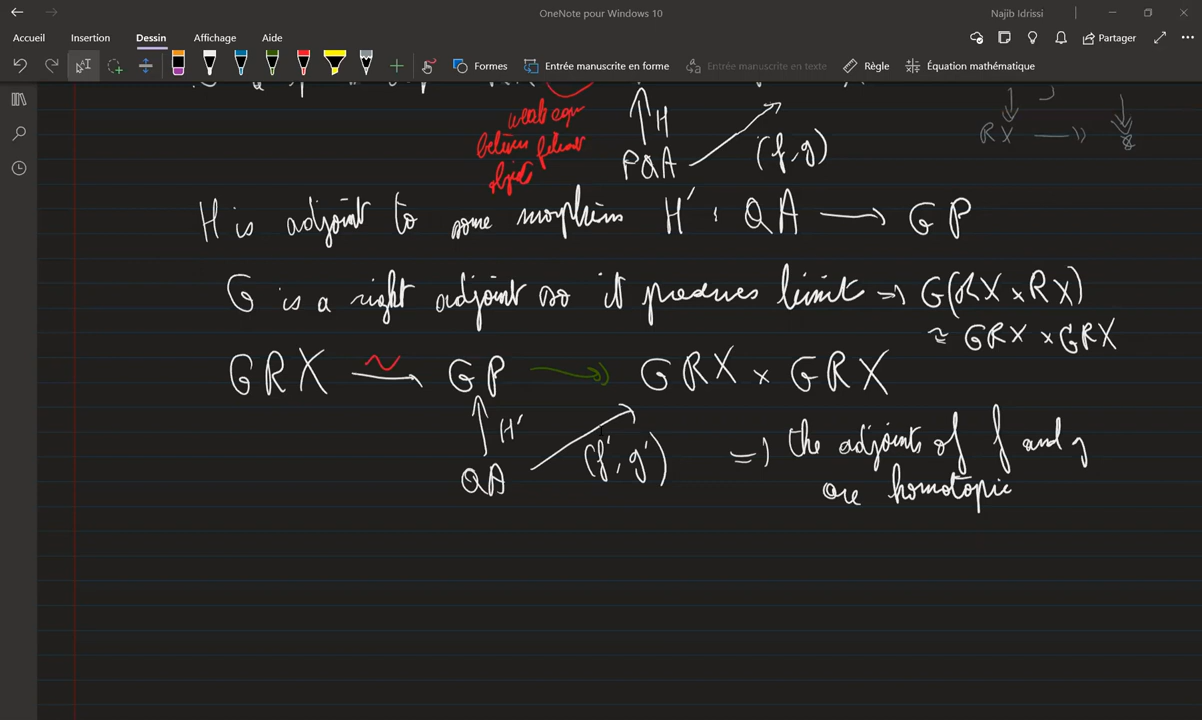 OneNote pour Windows 10
Najib Idrissi
Accueil Insertion Dessin Affichage Aide
Partager
Formes Entrée manuscrite en forme Entrée manuscrite en texte Règle Équation mathématique
weak equ
between fibrant
objects
H
(f,g)
RX
H is adjoint to some morphism H' : QA → GP
G is a right adjoint so it preserves limit → G(RX × RX)
≈ GRX × GRX
GRX ~→ GP ↠ GRX × GRX
H'
QA (f', g') ⇒ the adjoints of f and g
are homotopic